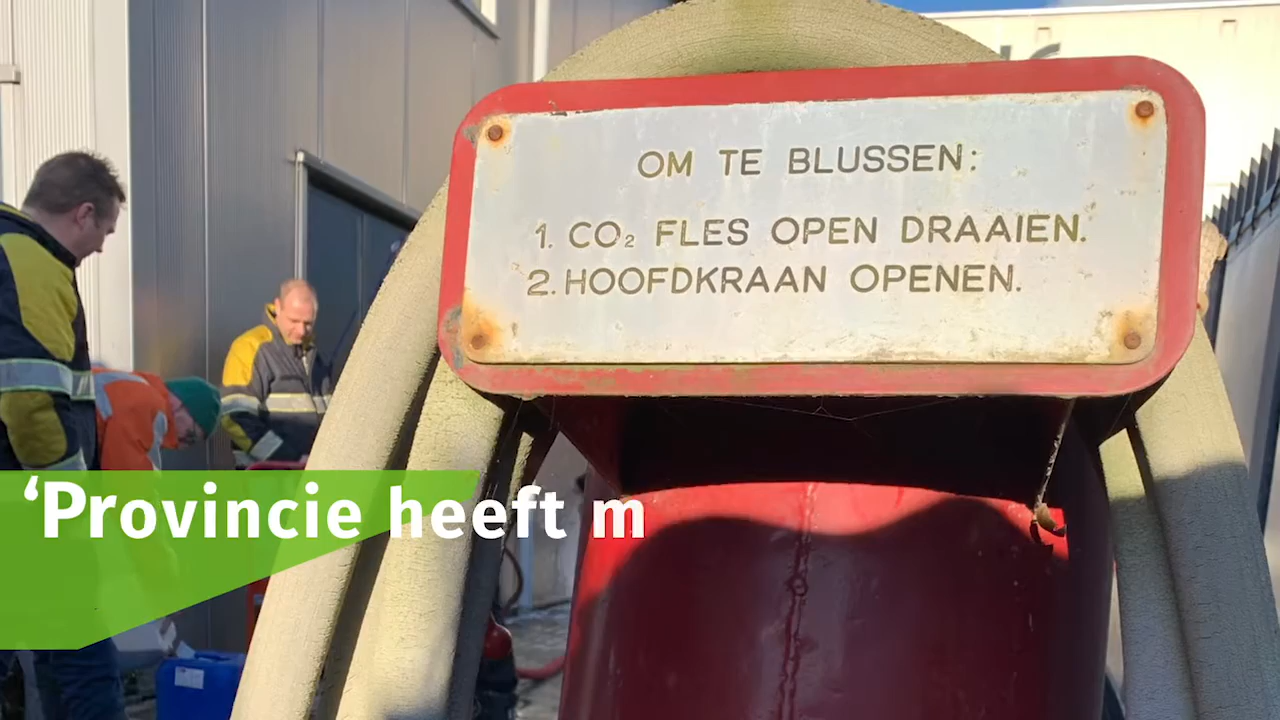 OM TE BLUSSEN:
1. CO₂ FLES OPEN DRAAIEN.
2. HOOFDKRAAN OPENEN.
‘Provincie heeft m